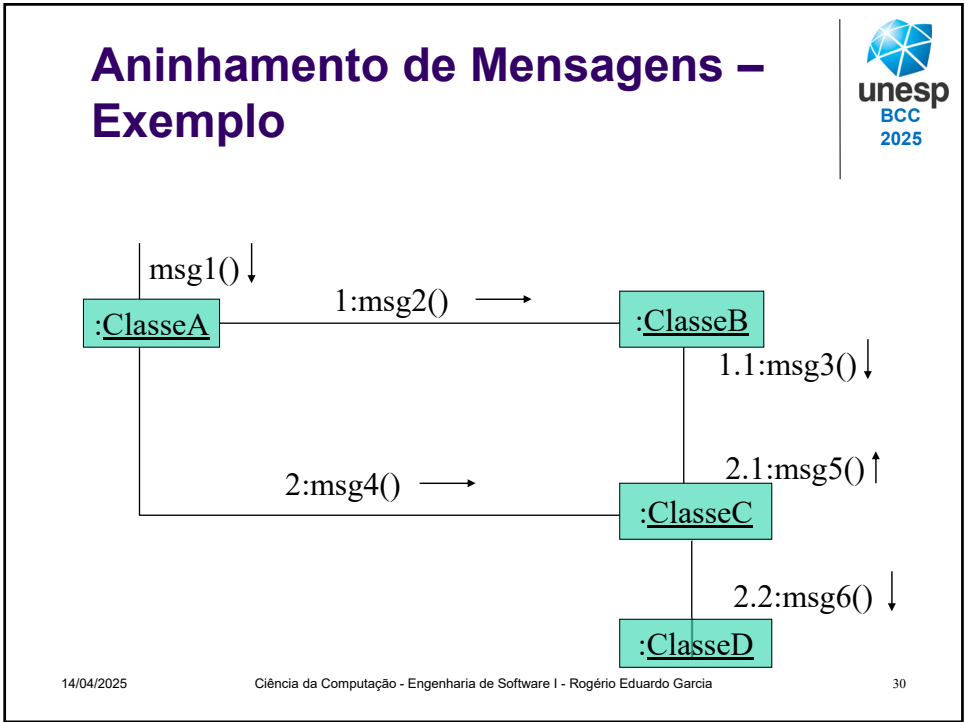 Aninhamento de Mensagens –
Exemplo
unesp
BCC
2025
msg1()
1:msg2()
:ClasseA
:ClasseB
1.1:msg3()
2.1:msg5()
2:msg4()
:ClasseC
2.2:msg6()
:ClasseD
14/04/2025
Ciência da Computação - Engenharia de Software I - Rogério Eduardo Garcia
30